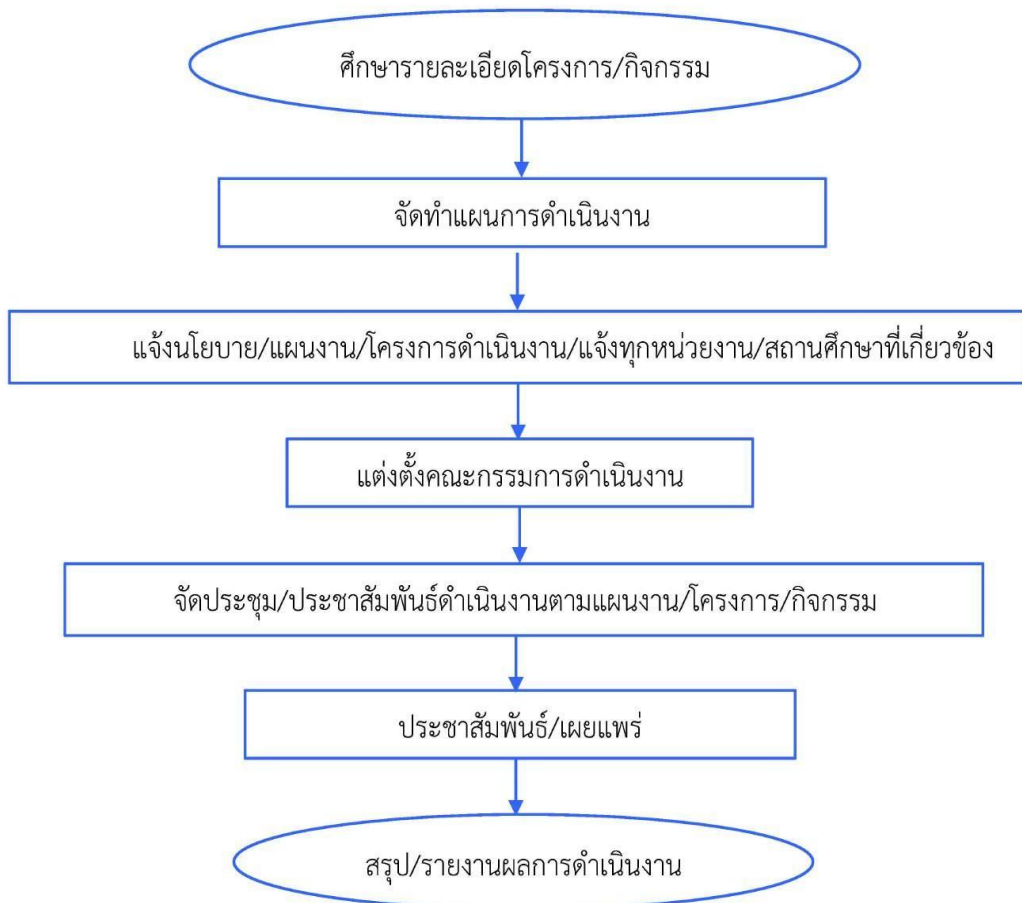 ศึกษารายละเอียดโครงการ/กิจกรรม
จัดทำแผนการดำเนินงาน
แจ้งนโยบาย/แผนงาน/โครงการดำเนินงาน/แจ้งทุกหน่วยงาน/สถานศึกษาที่เกี่ยวข้อง
แต่งตั้งคณะกรรมการดำเนินงาน
จัดประชุม/ประชาสัมพันธ์ดำเนินงานตามแผนงาน/โครงการ/กิจกรรม
ประชาสัมพันธ์/เผยแพร่
สรุป/รายงานผลการดำเนินงาน